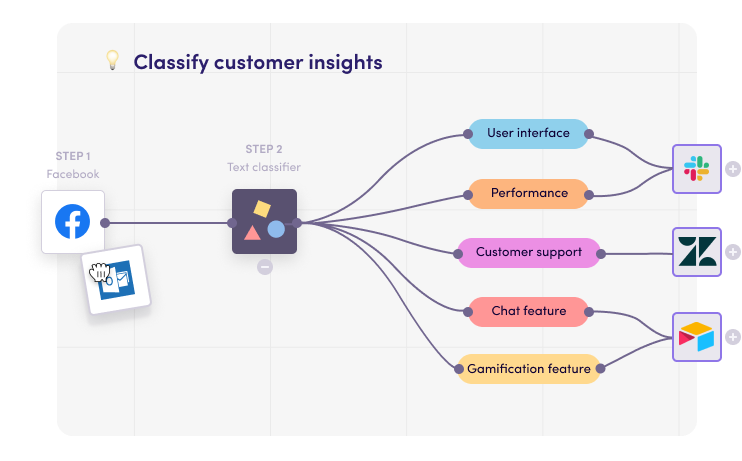 Classify customer insights
STEP 1
Facebook
STEP 2
Text classifier
User interface
Performance
Customer support
Chat feature
Gamification feature